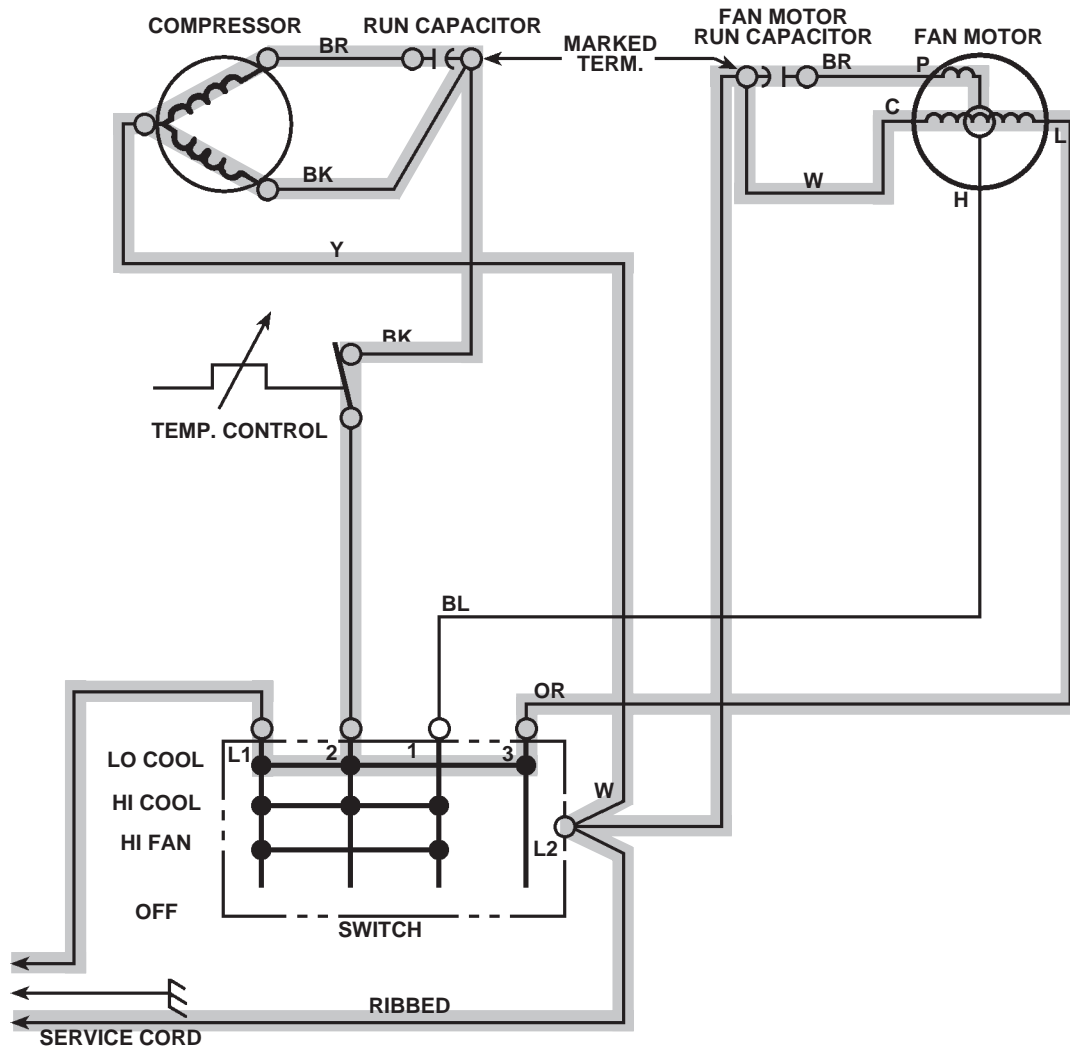 COMPRESSOR
RUN CAPACITOR
MARKED
TERM.
FAN MOTOR
RUN CAPACITOR
FAN MOTOR
BR
BR
P
C
L
BK
W
H
Y
BK
TEMP. CONTROL
BL
OR
L1
2
1
3
LO COOL
HI COOL
W
HI FAN
L2
OFF
SWITCH
RIBBED
SERVICE CORD